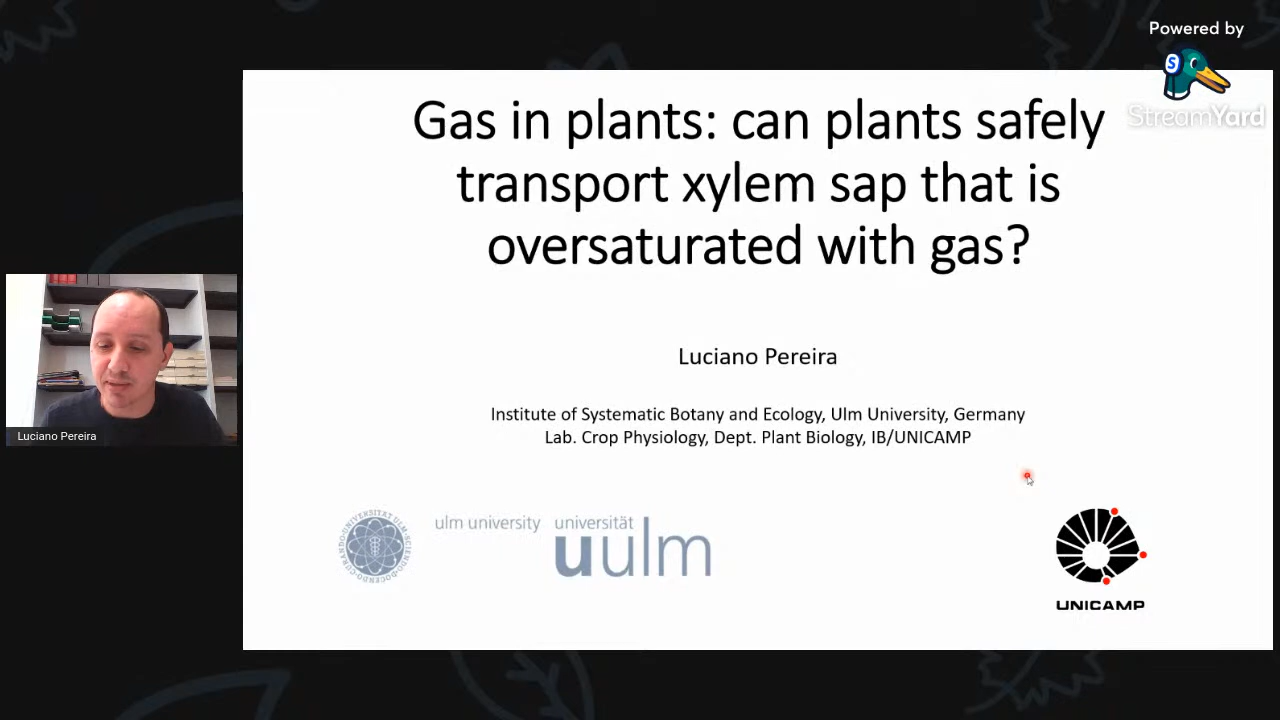 Powered by
S
StreamYard
Gas in plants: can plants safely
transport xylem sap that is
oversaturated with gas?
Luciano Pereira
Institute of Systematic Botany and Ecology, Ulm University, Germany
Lab. Crop Physiology, Dept. Plant Biology, IB/UNICAMP
Luciano Pereira
ulm university universität
uulm
UNICAMP